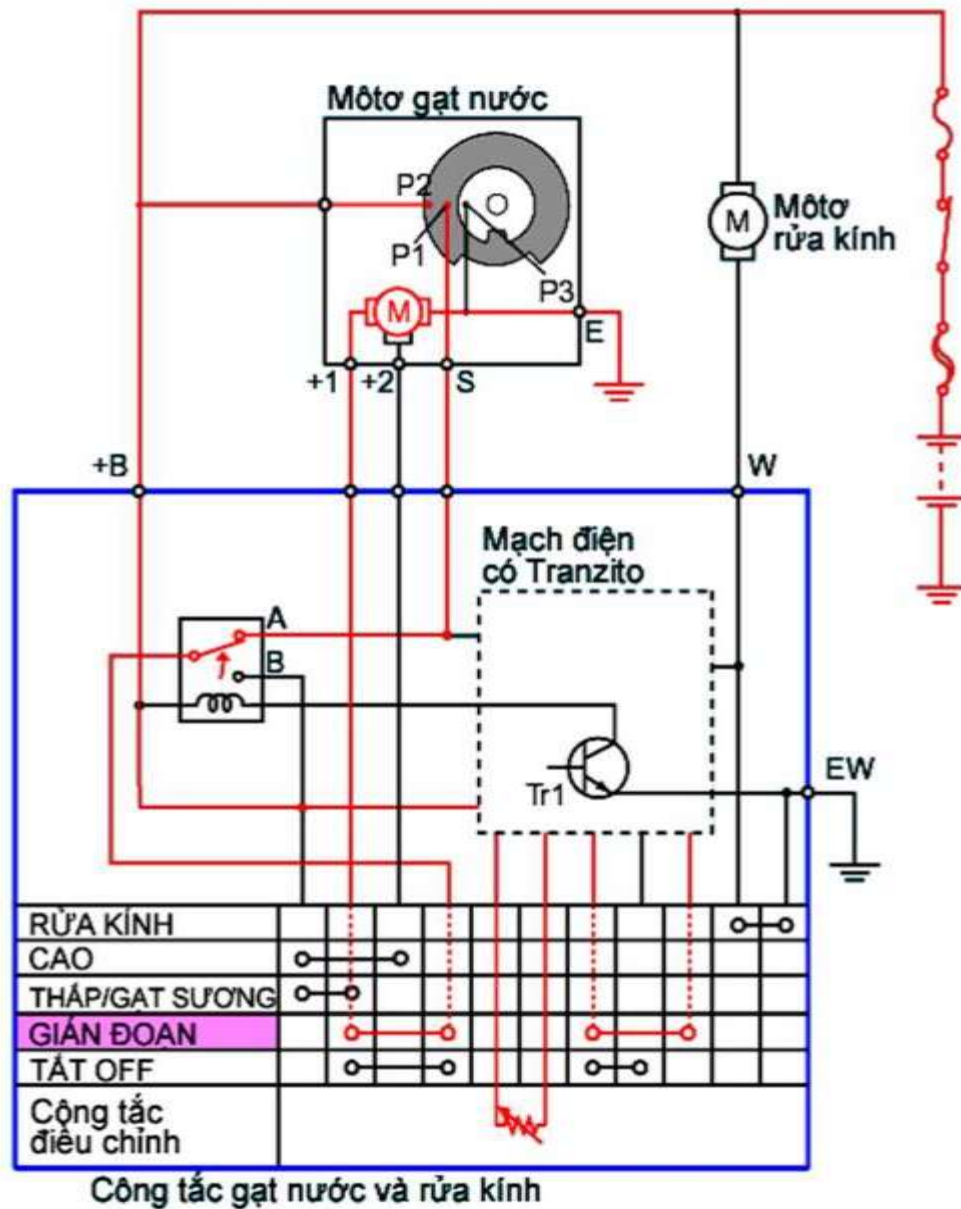 Môtơ gạt nước
P2
P1
P3
M
E
+1
+2
S
M
Môtơ
rửa kính
+B
W
Mạch điện
có Tranzito
A
B
Tr1
EW
RỬA KÍNH
CAO
THẤP/GẠT SƯƠNG
GIÁN ĐOẠN
TẮT OFF
Công tắc
điều chỉnh
Công tắc gạt nước và rửa kính